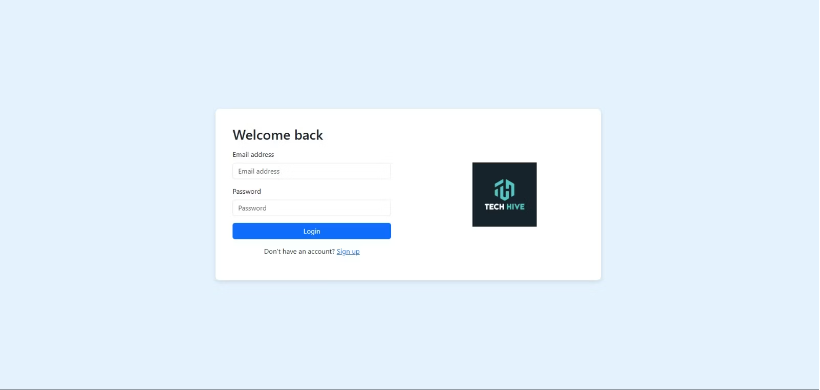 Welcome back
Email address
Email address
Password
Password
Login
Don't have an account? Sign up
TECH HIVE